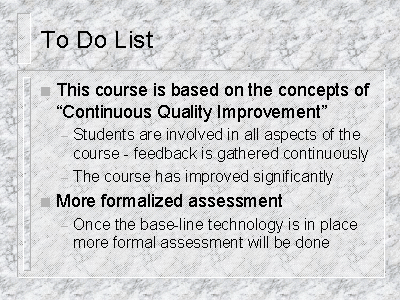 To Do List
This course is based on the concepts of
“Continuous Quality Improvement”
– Students are involved in all aspects of the
course - feedback is gathered continuously
– The course has improved significantly
More formalized assessment
– Once the base-line technology is in place
more formal assessment will be done